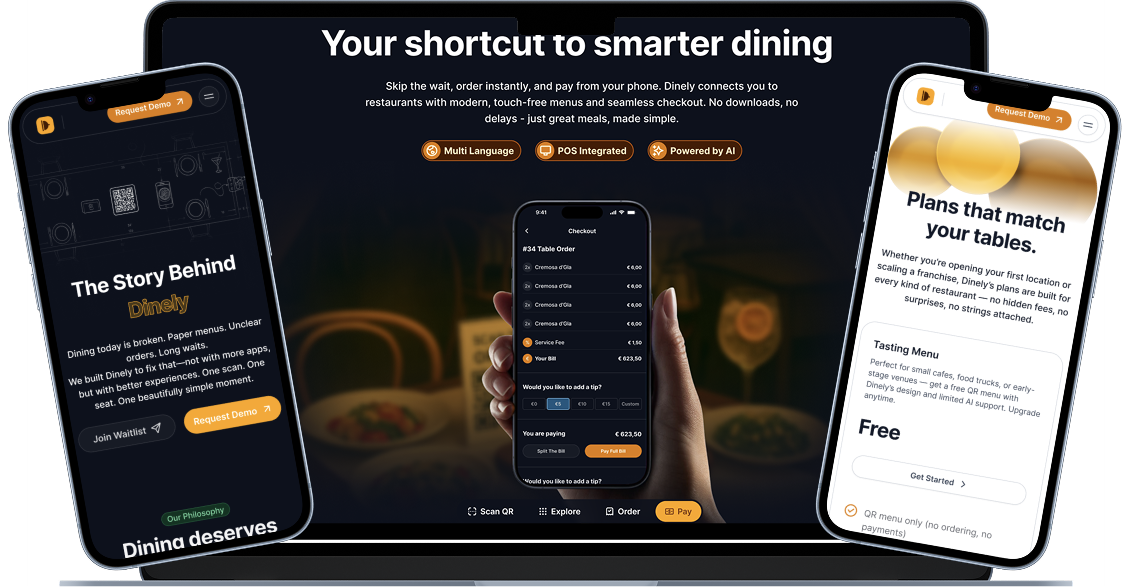 Your shortcut to smarter dining
Skip the wait, order instantly, and pay from your phone. Dinely connects you to
restaurants with modern, touch-free menus and seamless checkout. No downloads, no
delays - just great meals, made simple.
Multi Language
POS Integrated
Powered by AI
9:41
Checkout
#34 Table Order
2x Cremosa d'Gla € 6,00
2x Cremosa d'Gla € 6,00
2x Cremosa d'Gla € 6,00
2x Cremosa d'Gla € 6,00
Service Fee € 1,50
Your Bill € 623,50
Would you like to add a tip?
€0 €5 €10 €15 Custom
You are paying € 623,50
Split The Bill Pay Full Bill
Would you like to add a tip?
Scan QR
Explore
Order
Pay
Request Demo
The Story Behind
Dinely
Dining today is broken. Paper menus. Unclear
orders. Long waits.
We built Dinely to fix that—not with more apps,
but with better experiences. One scan. One
seat. One beautifully simple moment.
Join Waitlist
Request Demo
Our Philosophy
Dining deserves
Request Demo
Plans that match
your tables.
Whether you're opening your first location or
scaling a franchise, Dinely's plans are built for
every kind of restaurant — no hidden fees, no
surprises, no strings attached.
Tasting Menu
Perfect for small cafes, food trucks, or early-
stage venues — get a free QR menu with
Dinely's design and limited AI support. Upgrade
anytime.
Free
Get Started
QR menu only (no ordering, no
payments)